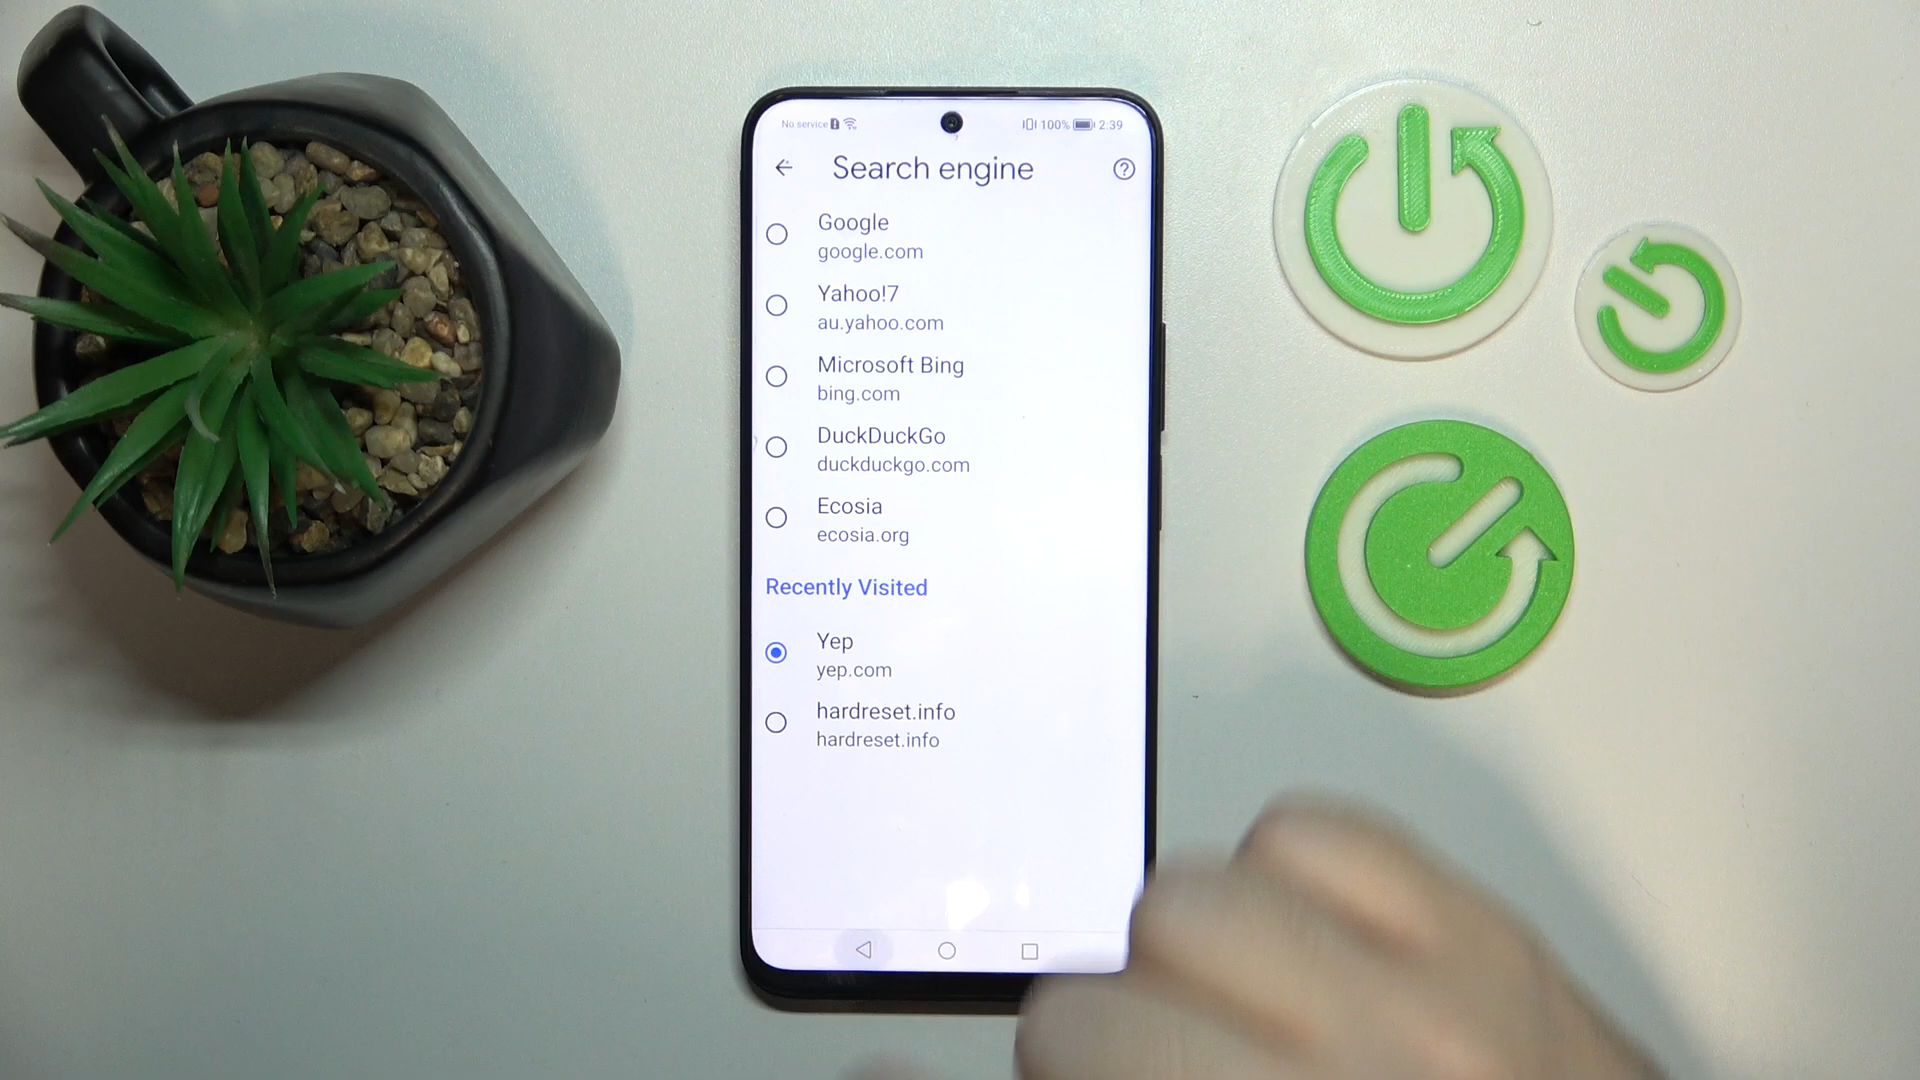 No service 100% 2:39
Search engine
Google
google.com
Yahoo!7
au.yahoo.com
Microsoft Bing
bing.com
DuckDuckGo
duckduckgo.com
Ecosia
ecosia.org
Recently Visited
Yep
yep.com
hardreset.info
hardreset.info